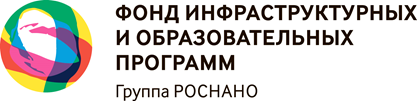 ФОНД ИНФРАСТРУКТУРНЫХ
И ОБРАЗОВАТЕЛЬНЫХ
ПРОГРАММ
Группа РОСНАНО